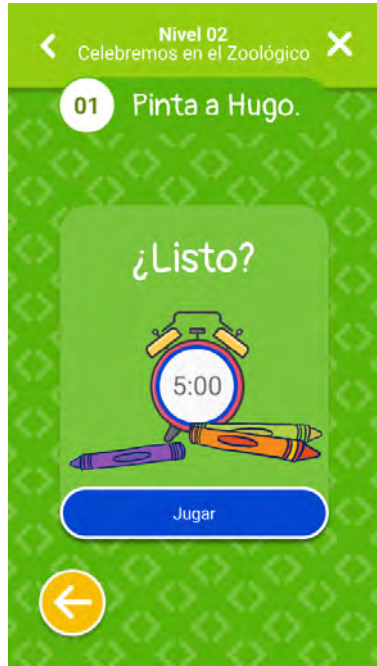 Nivel 02
Celebremos en el Zoológico
01 Pinta a Hugo.
¿Listo?
5:00
Jugar